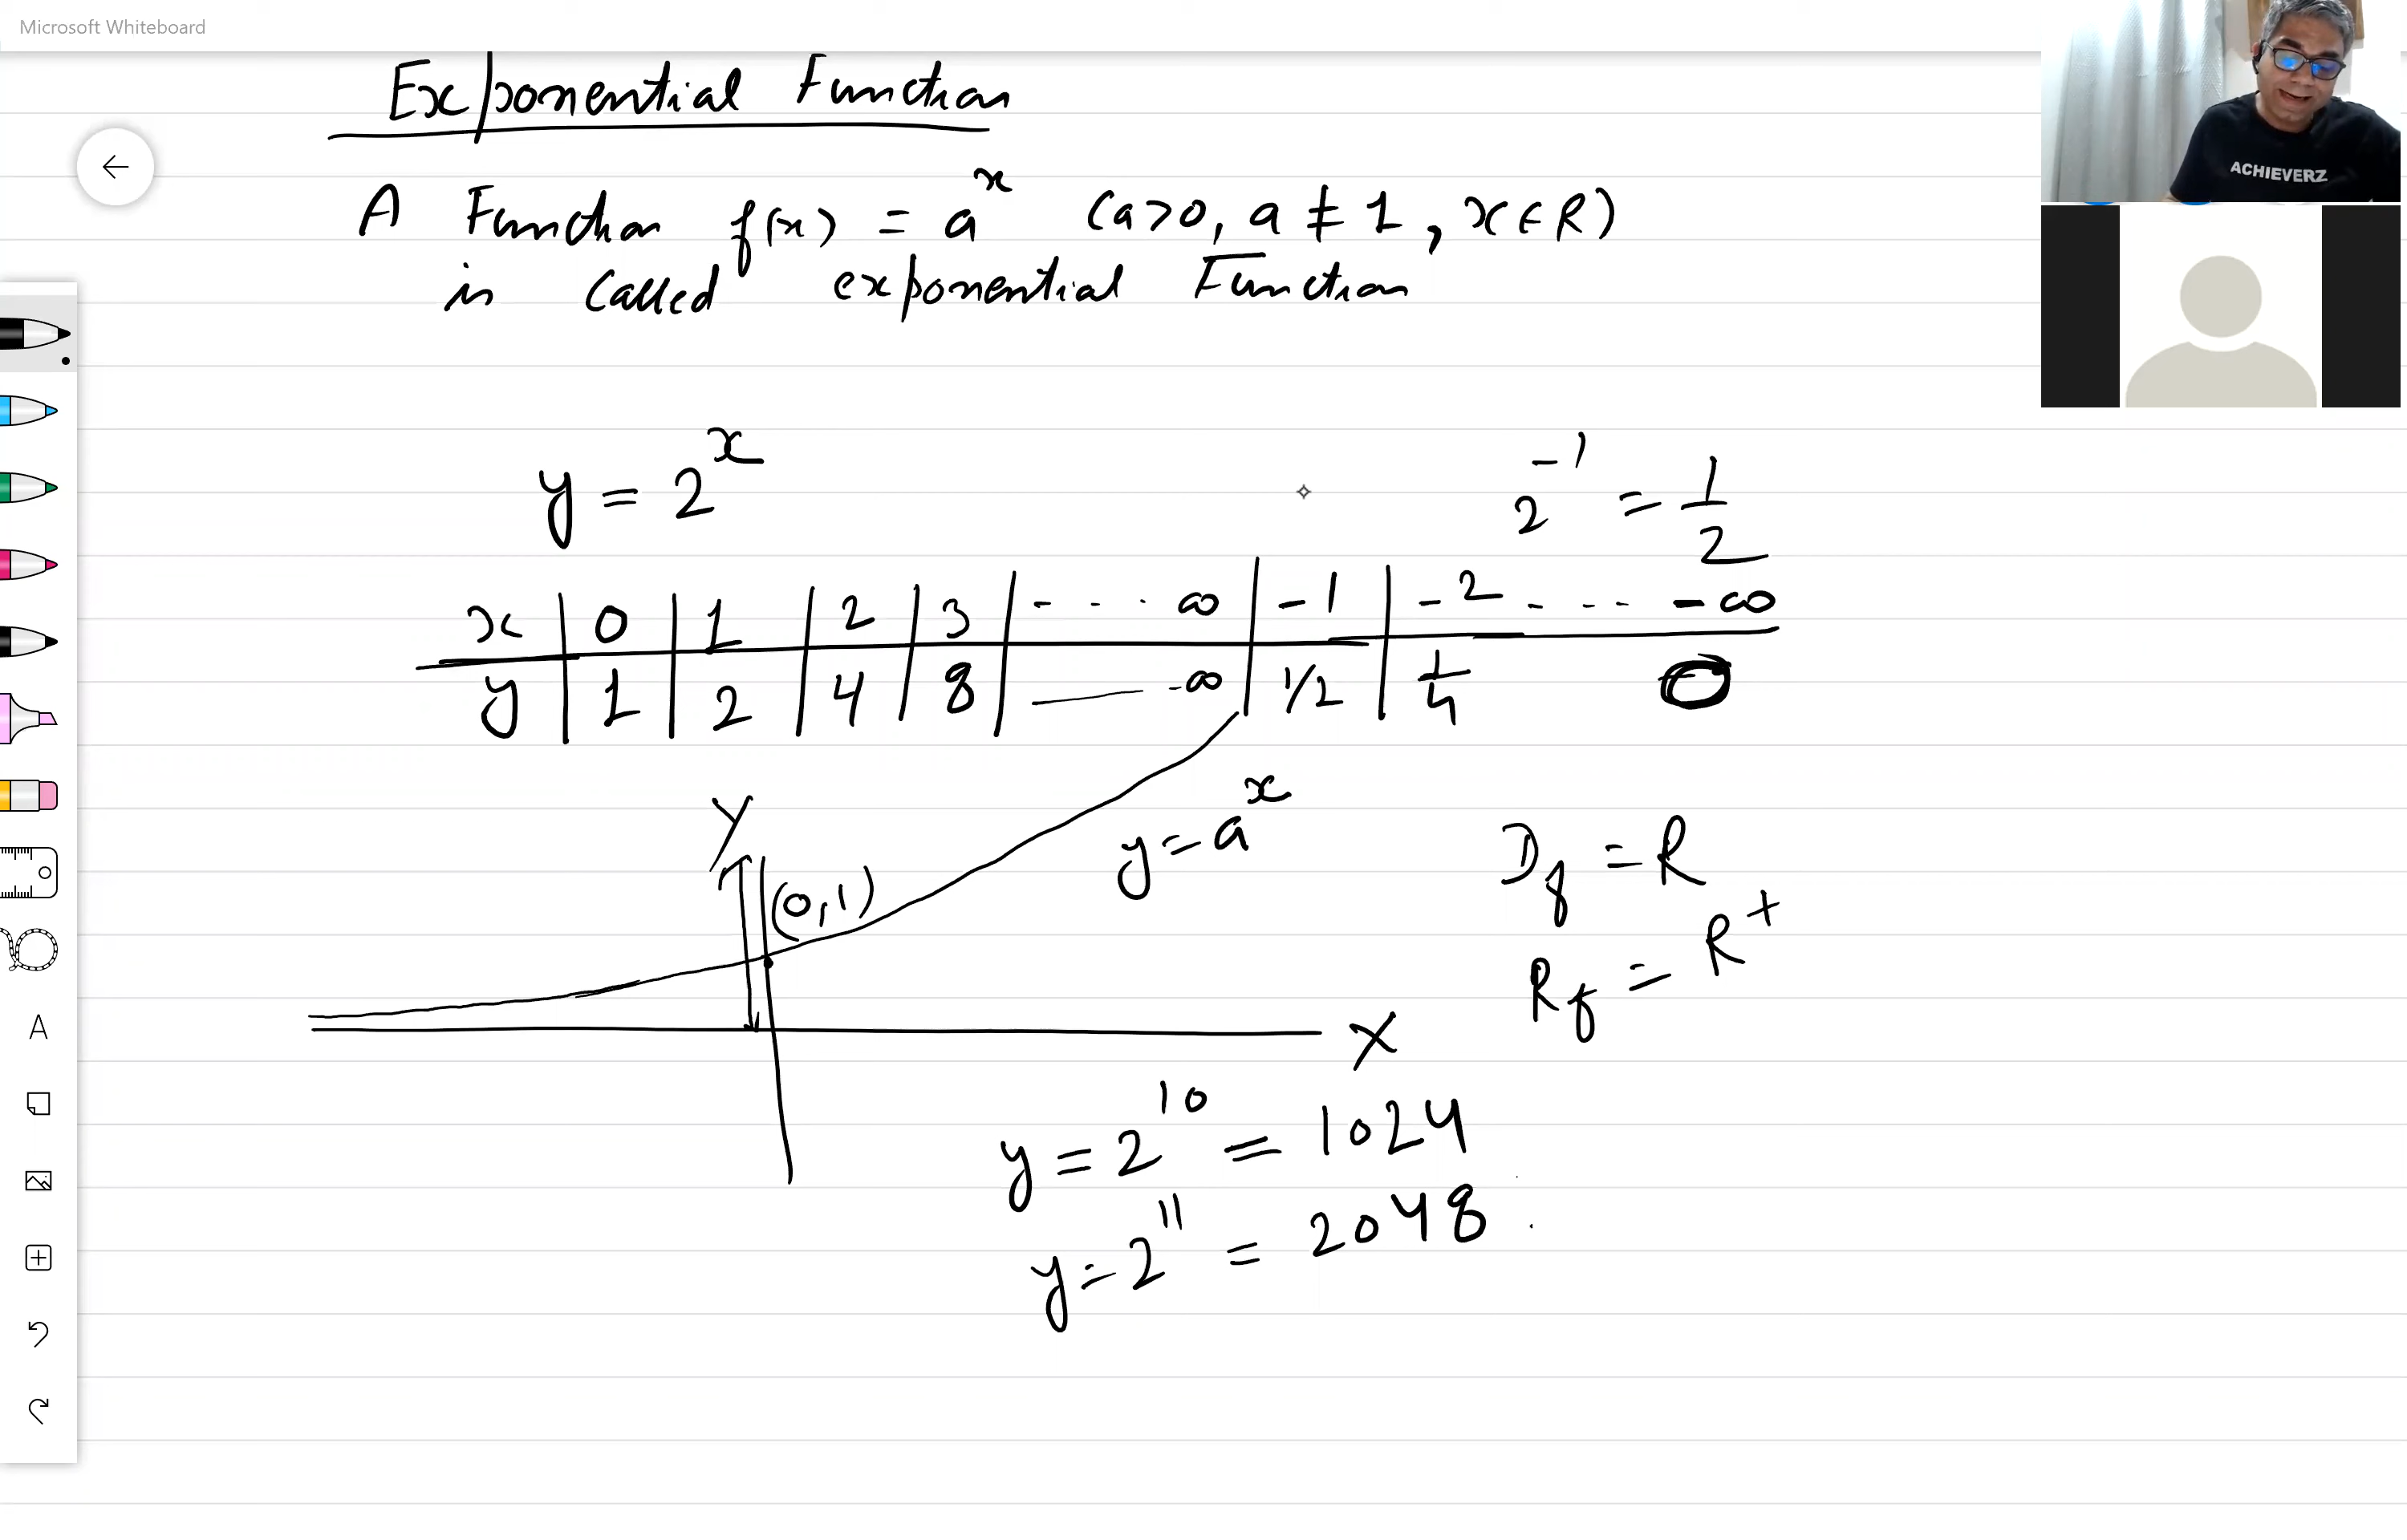 Microsoft Whiteboard
Exponential Function
A Function f(x) = a^x (a>0, a ≠ 1, x ∈ R)
is called exponential Function
ACHIEVERZ
y = 2^x
2^-1 = 1/2
x | 0 | 1 | 2 | 3 | - - - ∞ | -1 | -2 - - - - ∞
y | 1 | 2 | 4 | 8 | —— ∞ | 1/2 | 1/4 0
Y
(0,1)
y = a^x
D_f = R
R_f = R^+
X
y = 2^10 = 1024
y = 2^11 = 2048
A